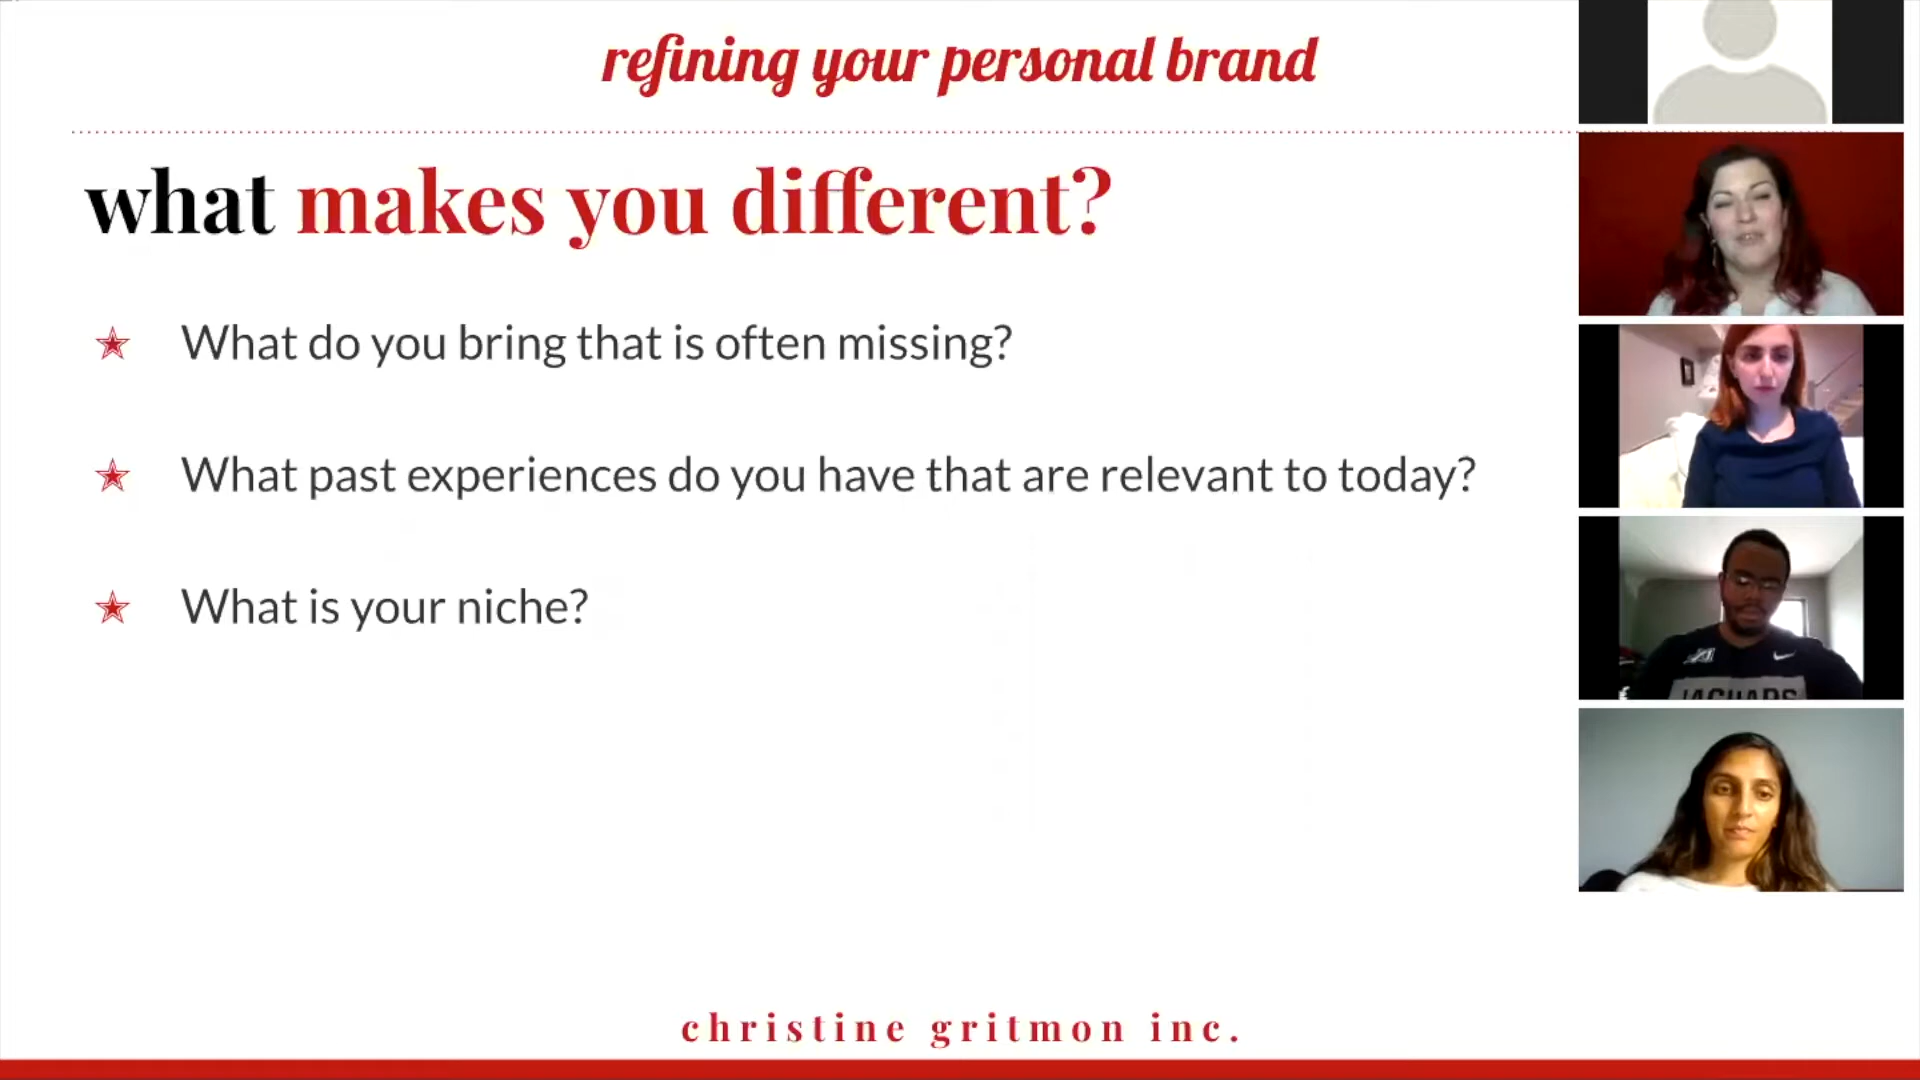 refining your personal brand
what makes you different?
What do you bring that is often missing?
What past experiences do you have that are relevant to today?
What is your niche?
JAGUARS
christine gritmon inc.